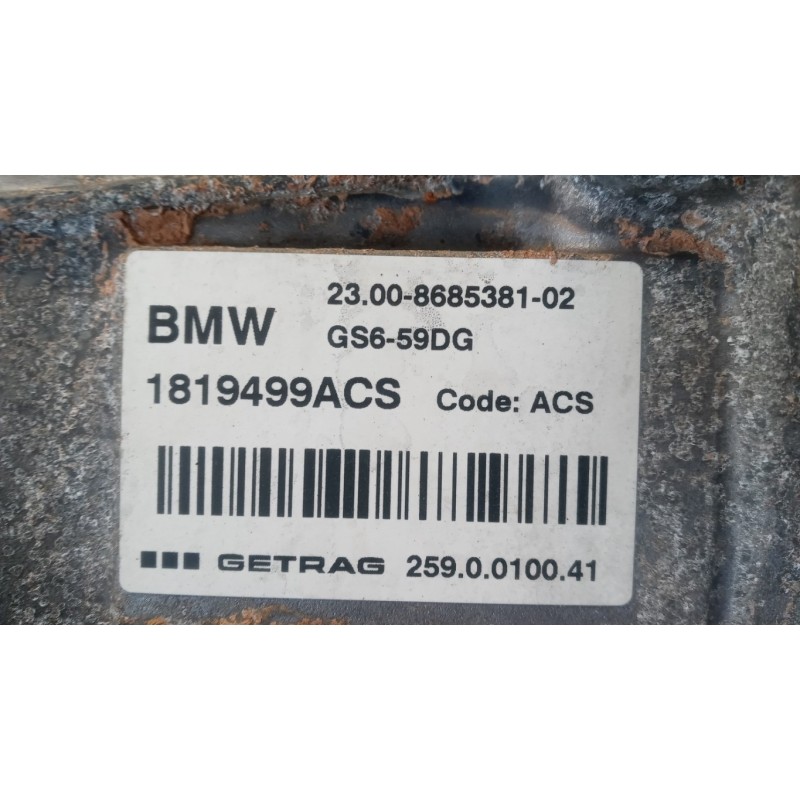 23.00-8685381-02
BMW GS6-59DG
1819499ACS Code: ACS
GETRAG 259.0.0100.41